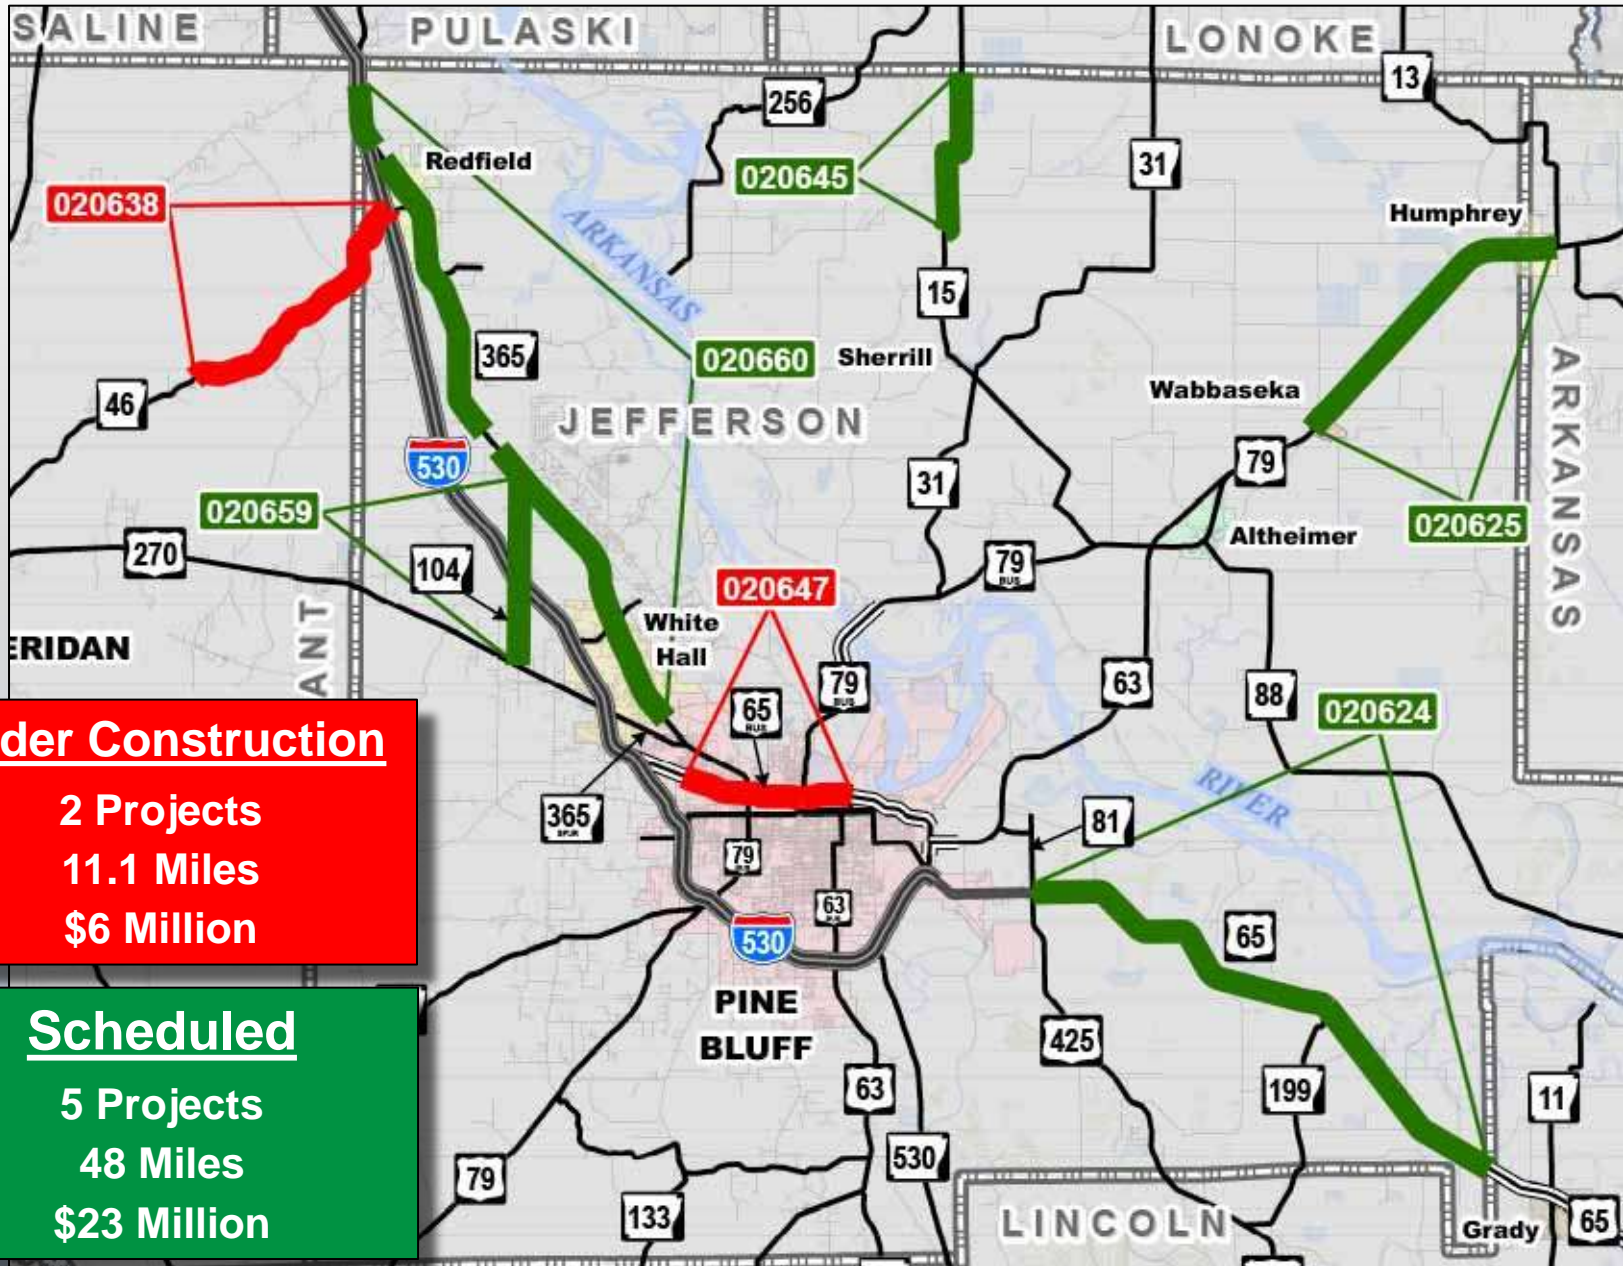 SALINE
PULASKI
LONOKE
13
256
Redfield
020638
020645
31
Humphrey
ARKANSAS
15
365
020660
Sherrill
Wabbaseka
ARKANSAS
46
JEFFERSON
530
79
31
020659
020625
Altheimer
270
104
79
BUS
020647
White
Hall
ERIDAN
ANT
79
BUS
65
BUS
63
88
020624
der Construction
2 Projects
11.1 Miles
$6 Million
RIVER
365
SPUR
81
79
63
530
65
PINE
BLUFF
Scheduled
5 Projects
48 Miles
$23 Million
425
63
199
11
530
79
133
LINCOLN
Grady
65